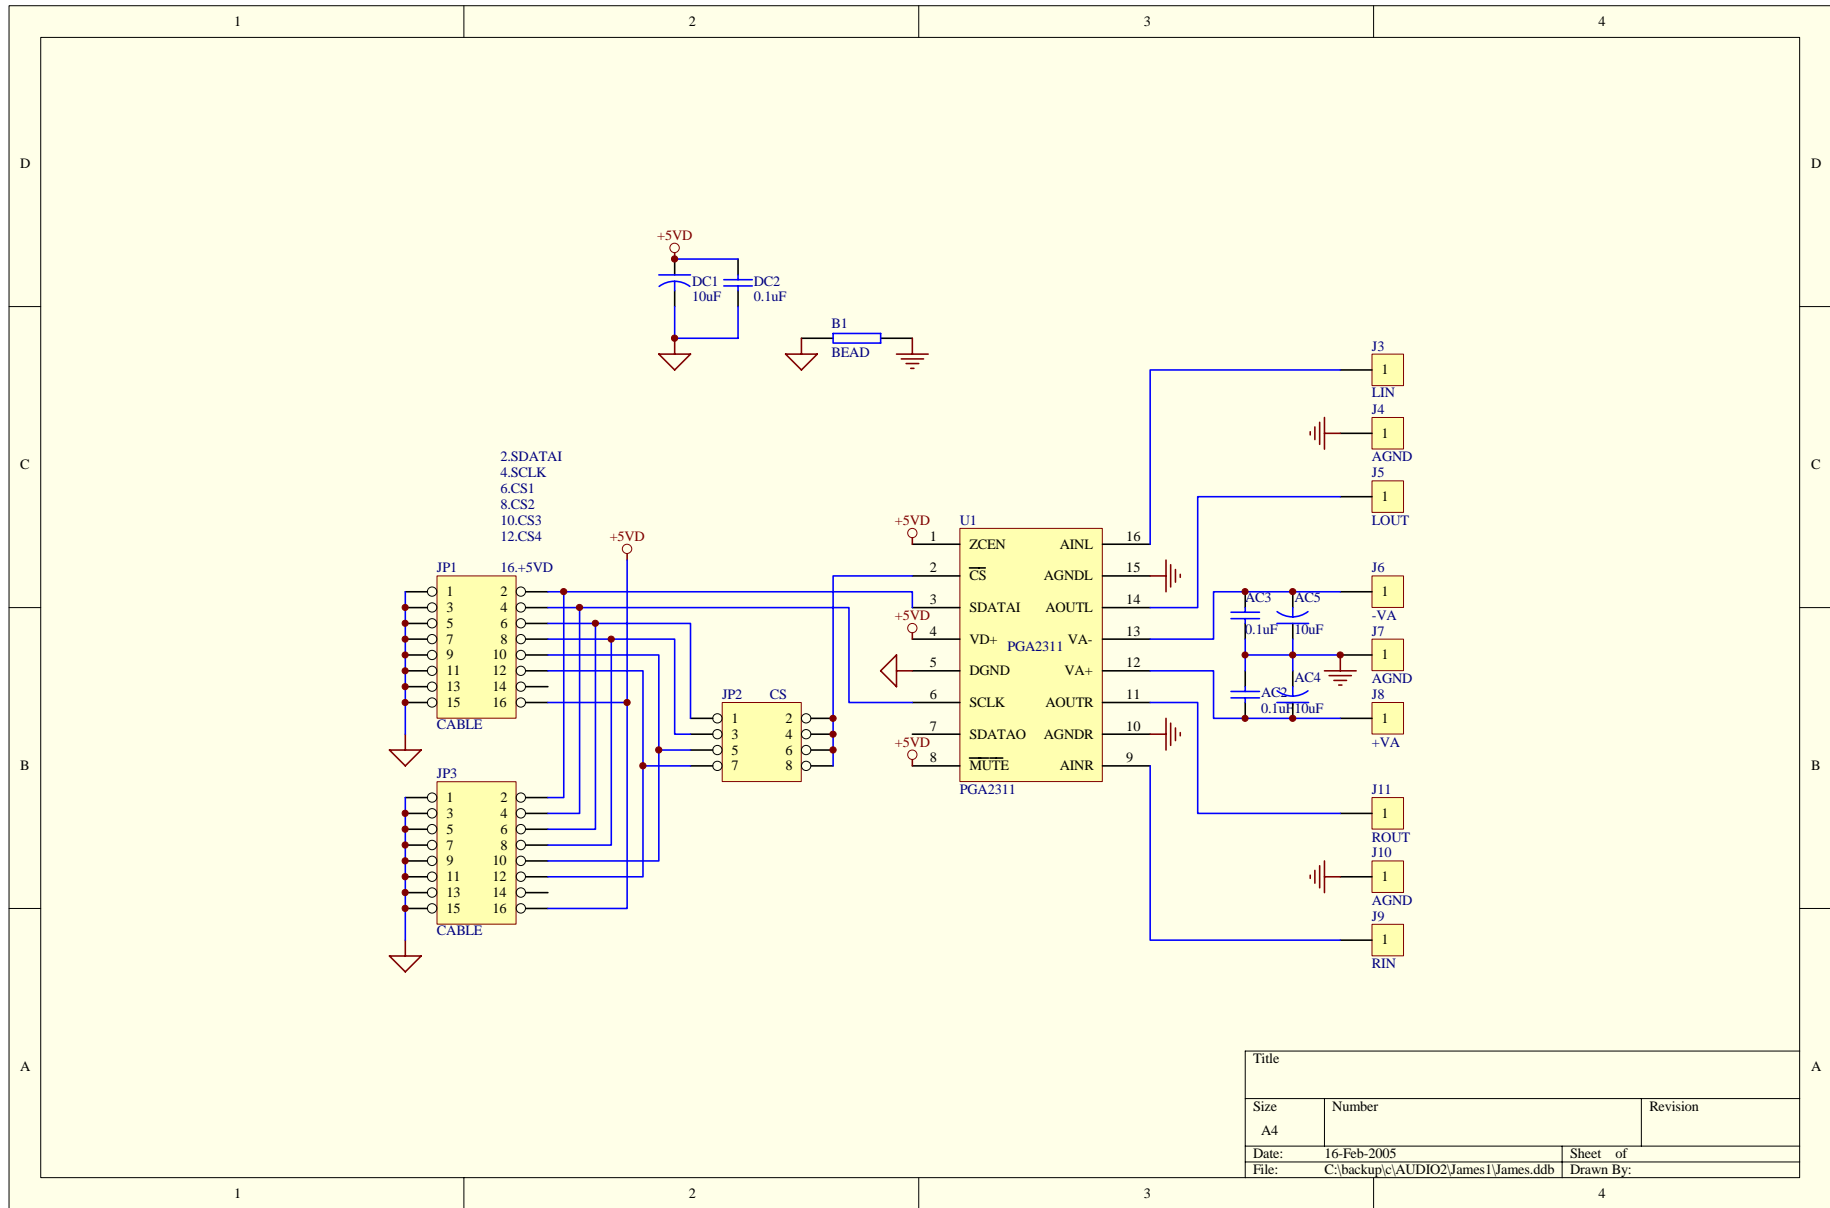 1 2 3 4
D D
+5VD
DC1 DC2
10uF 0.1uF
B1
BEAD
J3
1
LIN
J4
1
AGND
J5
1
LOUT
C C
2.SDATAI
4.SCLK
6.CS1
8.CS2
10.CS3
12.CS4
16.+5VD
+5VD
JP1
1 2
3 4
5 6
7 8
9 10
11 12
13 14
15 16
CABLE
JP3
1 2
3 4
5 6
7 8
9 10
11 12
13 14
15 16
CABLE
JP2 CS
1 2
3 4
5 6
7 8
U1
+5VD
1 ZCEN AINL 16
2 CS AGNDL 15
3 SDATAI AOUTL 14
+5VD
4 VD+ VA- 13
PGA2311
5 DGND VA+ 12
6 SCLK AOUTR 11
7 SDATAO AGNDR 10
+5VD
8 MUTE AINR 9
PGA2311
AC3 AC5
0.1uF 10uF
AC2 AC4
0.1uF 10uF
J6
1
-VA
J7
1
AGND
J8
1
+VA
B B
J11
1
ROUT
J10
1
AGND
J9
1
RIN
A A
Title
Size Number Revision
A4
Date: 16-Feb-2005 Sheet of
File: C:\backup\c\AUDIO2\James1\James.ddb Drawn By:
1 2 3 4